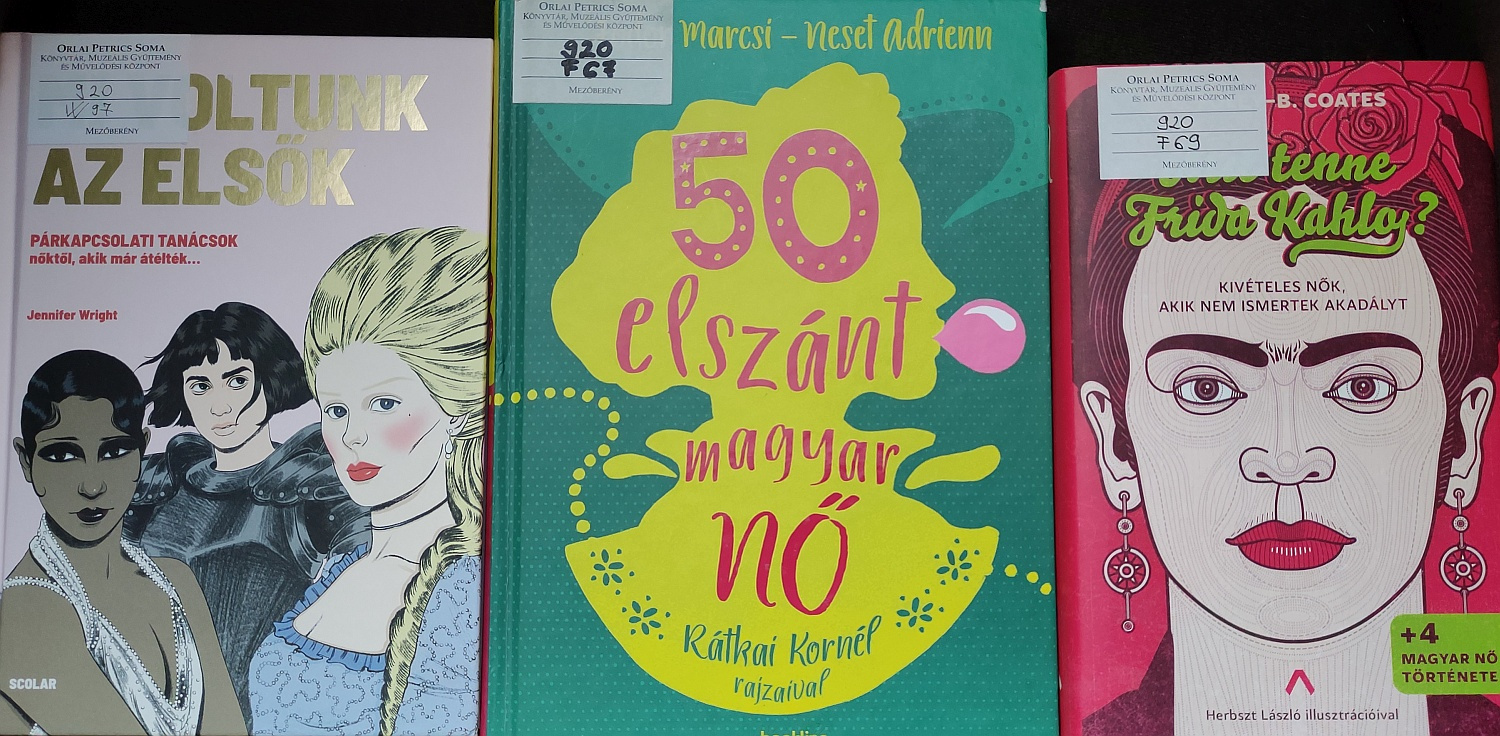 ORLAI PETRICS SOMA
KÖNYVTÁR, MUZEÁLIS GYŰJTEMÉNY
ÉS MŰVELŐDÉSI KÖZPONT
920
W 97
MEZŐBERÉNY
OLTUNK
AZ ELSŐK
PÁRKAPCSOLATI TANÁCSOK
nőktől, akik már átélték...
Jennifer Wright
SCOLAR
ORLAI PETRICS SOMA
KÖNYVTÁR, MUZEÁLIS GYŰJTEMÉNY
ÉS MŰVELŐDÉSI KÖZPONT
920
F 67
MEZŐBERÉNY
Marcsi – Neset Adrienn
50
elszánt
magyar
nő
Rátkai Kornél
rajzaival
ORLAI PETRICS SOMA
KÖNYVTÁR, MUZEÁLIS GYŰJTEMÉNY
ÉS MŰVELŐDÉSI KÖZPONT
920
F 69
MEZŐBERÉNY
-B. COATES
tenne
Frida Kahlo?
KIVÉTELES NŐK,
AKIK NEM ISMERTEK AKADÁLYT
+4
MAGYAR NŐ
TÖRTÉNETE
Herbszt László illusztrációival